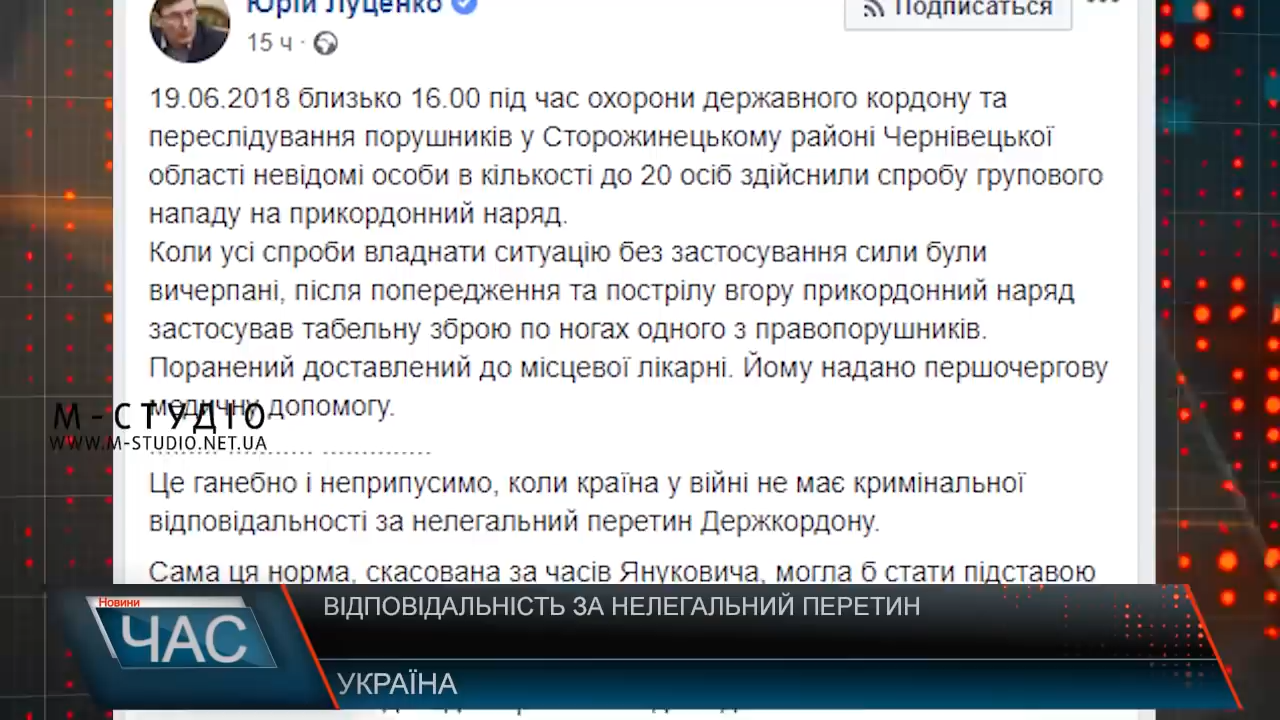 Юрій Луценко
15 ч ·
Подписаться
19.06.2018 близько 16.00 під час охорони державного кордону та
переслідування порушників у Сторожинецькому районі Чернівецької
області невідомі особи в кількості до 20 осіб здійснили спробу групового
нападу на прикордонний наряд.
Коли усі спроби владнати ситуацію без застосування сили були
вичерпані, після попередження та пострілу вгору прикордонний наряд
застосував табельну зброю по ногах одного з правопорушників.
Поранений доставлений до місцевої лікарні. Йому надано першочергову
медичну допомогу.
М-СТУДІО
WWW.M-STUDIO.NET.UA
Це ганебно і неприпусимо, коли країна у війні не має кримінальної
відповідальності за нелегальний перетин Держкордону.
Сама ця норма, скасована за часів Януковича, могла б стати підставою
Новини
ЧАС
ВІДПОВІДАЛЬНІСТЬ ЗА НЕЛЕГАЛЬНИЙ ПЕРЕТИН
УКРАЇНА